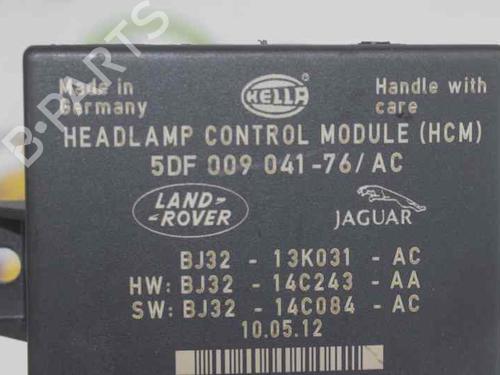 B-PARTS
Made in
Germany
HELLA
Handle with
care
HEADLAMP CONTROL MODULE (HCM)
5DF 009 041-76/AC
LAND-
-ROVER
JAGUAR
BJ32 - 13K031 - AC
HW: BJ32 - 14C243 - AA
SW: BJ32 - 14C084 - AC
10.05.12